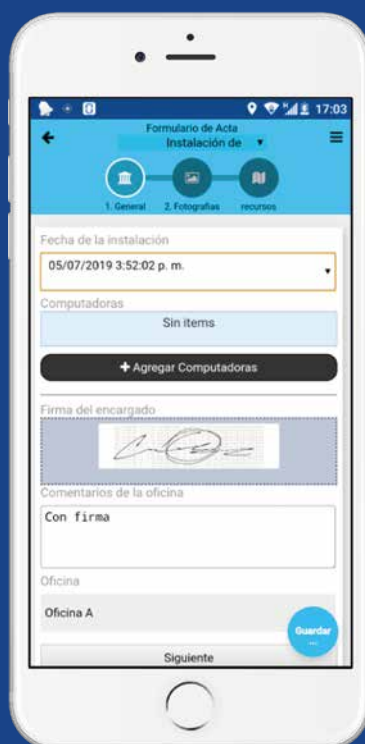 17:03
Formulario de Acta
Instalación de
1. General 2. Fotografias recursos
Fecha de la instalación
05/07/2019 3:52:02 p. m.
Computadoras
Sin items
+ Agregar Computadoras
Firma del encargado
Comentarios de la oficina
Con firma
Oficina
Oficina A
Guardar
...
Siguiente